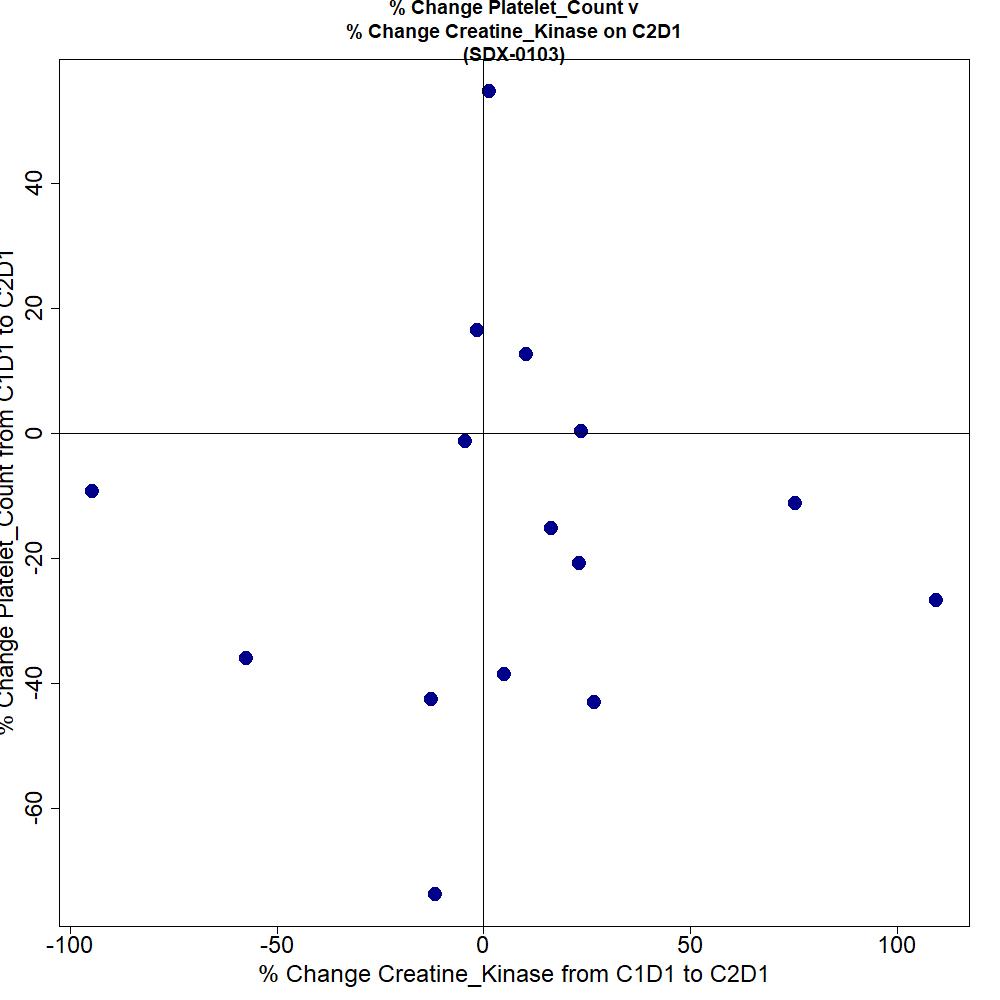 % Change Platelet_Count v
% Change Creatine_Kinase on C2D1
(SDX-0103)
% Change Platelet_Count from C1D1 to C2D1
40
20
0
-20
-40
-60
-100
-50
0
50
100
% Change Creatine_Kinase from C1D1 to C2D1